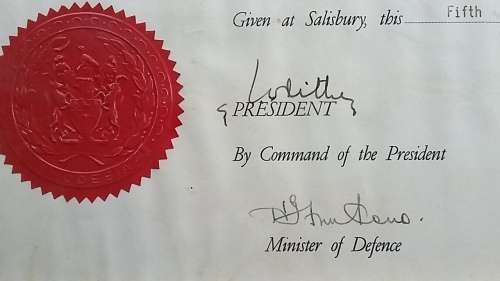 Given at Salisbury, this Fifth
PRESIDENT
By Command of the President
Minister of Defence